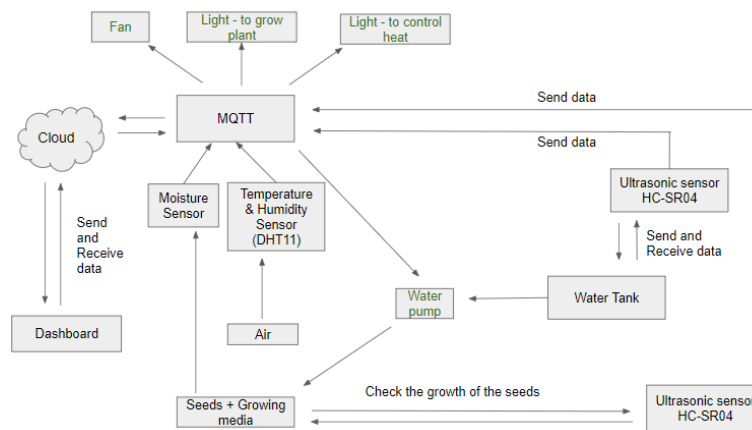 Fan
Light - to grow
plant
Light - to control
heat
Send data
MQTT
Cloud
Send data
Moisture
Sensor
Temperature
& Humidity
Sensor
(DHT11)
Ultrasonic sensor
HC-SR04
Send
and
Receive
data
Send and
Receive data
Water
pump
Water Tank
Dashboard
Air
Check the growth of the seeds
Seeds + Growing
media
Ultrasonic sensor
HC-SR04